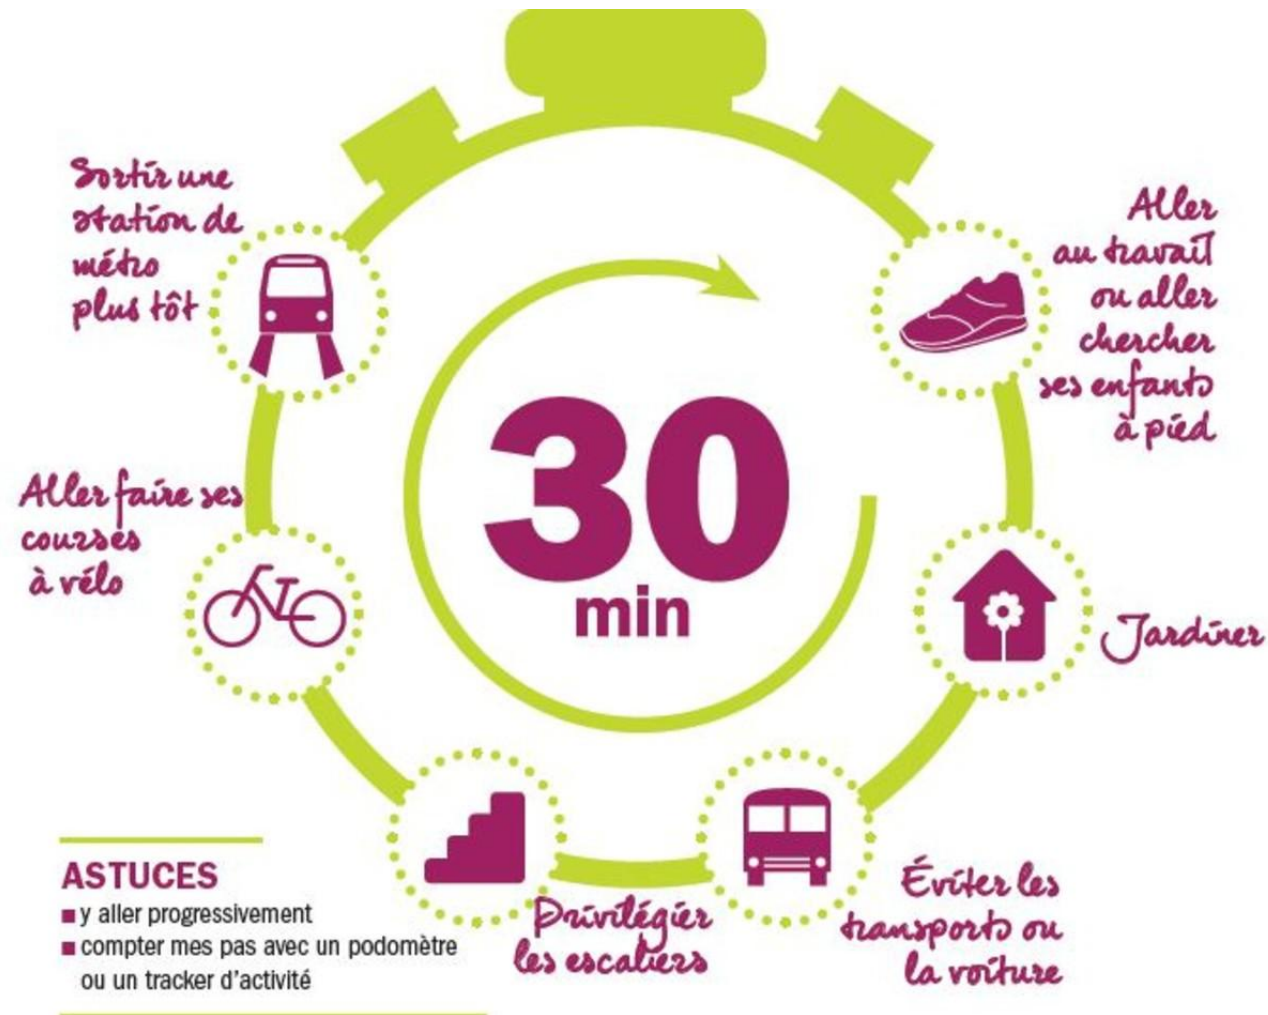 Sortir une
station de
métro
plus tôt
Aller
au travail
ou aller
chercher
ses enfants
à pied
30
min
Aller faire ses
courses
à vélo
Jardiner
Privilégier
les escaliers
Éviter les
transports ou
la voiture
ASTUCES
y aller progressivement
compter mes pas avec un podomètre
ou un tracker d'activité